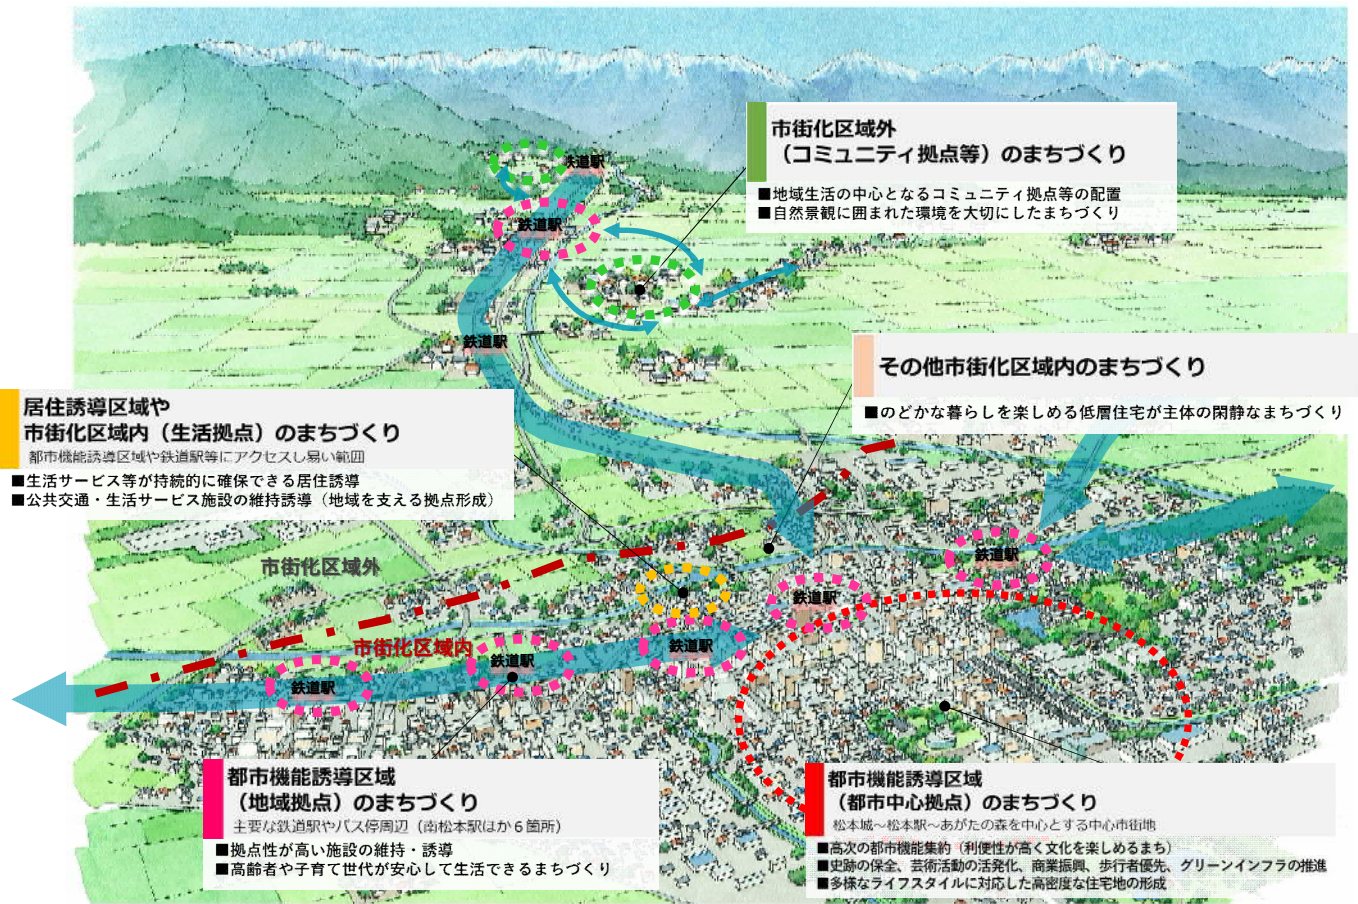 市街化区域外
（コミュニティ拠点等）のまちづくり
■地域生活の中心となるコミュニティ拠点等の配置
■自然景観に囲まれた環境を大切にしたまちづくり
鉄道駅
鉄道駅
鉄道駅
その他市街化区域内のまちづくり
■のどかな暮らしを楽しめる低層住宅が主体の閑静なまちづくり
居住誘導区域や
市街化区域内（生活拠点）のまちづくり
都市機能誘導区域や鉄道駅等にアクセスし易い範囲
■生活サービス等が持続的に確保できる居住誘導
■公共交通・生活サービス施設の維持誘導（地域を支える拠点形成）
市街化区域外
市街化区域内
鉄道駅
鉄道駅
鉄道駅
鉄道駅
鉄道駅
都市機能誘導区域
（地域拠点）のまちづくり
主要な鉄道駅やバス停周辺（南松本駅ほか６箇所）
■拠点性が高い施設の維持・誘導
■高齢者や子育て世代が安心して生活できるまちづくり
都市機能誘導区域
（都市中心拠点）のまちづくり
松本城～松本駅～あがたの森を中心とする中心市街地
■高次の都市機能集約（利便性が高く文化を楽しめるまち）
■史跡の保全、芸術活動の活発化、商業振興、歩行者優先、グリーンインフラの推進
■多様なライフスタイルに対応した高密度な住宅地の形成